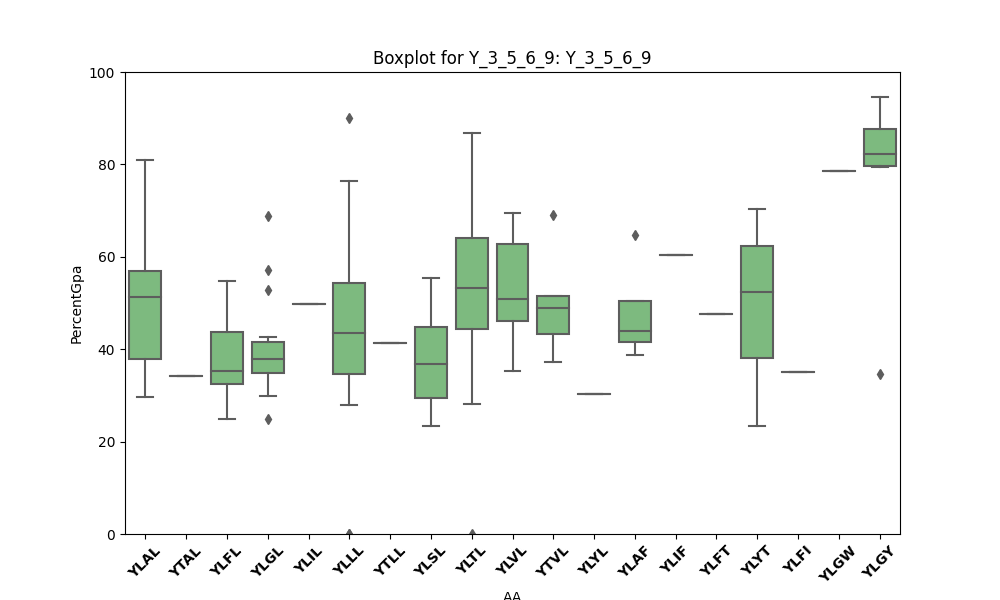 Boxplot for Y_3_5_6_9: Y_3_5_6_9
100
80
60
40
20
0
PercentGpa
YLAL YTAL YLFL YLGL YLIL YLLL YTLL YLSL YLTL YLVL YTVL YLYL YLAF YLIF YLFT YLYT YLFI YLGW YLGY
AA